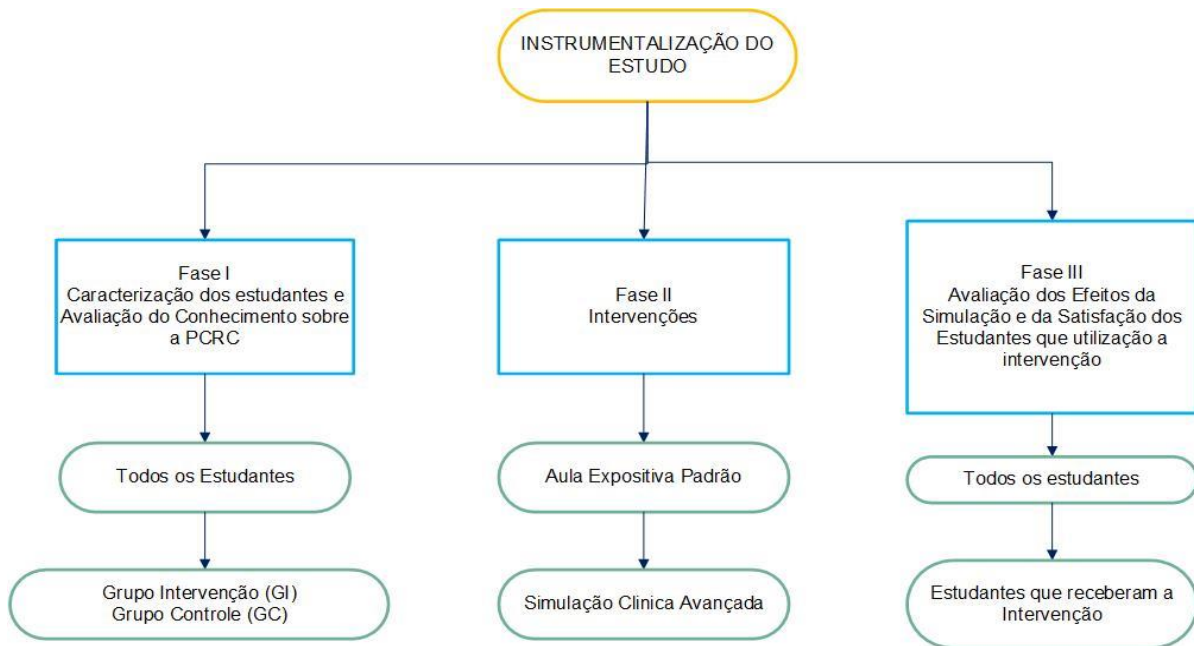 INSTRUMENTALIZAÇÃO DO
ESTUDO
Fase I
Caracterização dos estudantes e
Avaliação do Conhecimento sobre
a PCRC
Todos os Estudantes
Grupo Intervenção (GI)
Grupo Controle (GC)
Fase II
Intervenções
Aula Expositiva Padrão
Simulação Clinica Avançada
Fase III
Avaliação dos Efeitos da
Simulação e da Satisfação dos
Estudantes que utilização a
intervenção
Todos os estudantes
Estudantes que receberam a
Intervenção